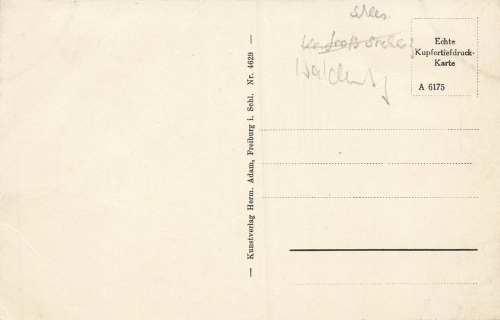 Echte
Kupfertiefdruck-
Karte
A 6175
— Kunstverlag Herm. Adam, Freiburg i. Schl. Nr. 4629 —